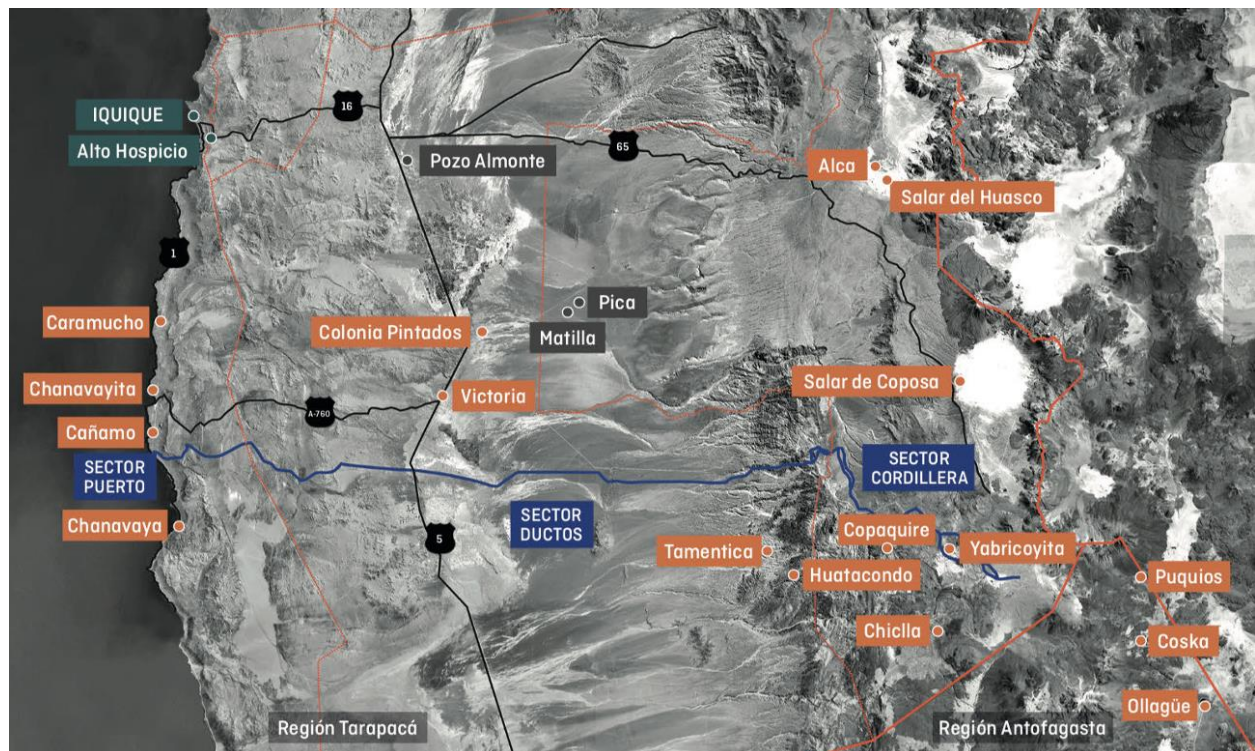 IQUIQUE
16
Alto Hospicio
Pozo Almonte
65
Alca
Salar del Huasco
1
Caramucho
Colonia Pintados
Pica
Matilla
Chanavayita
A-760
Victoria
Salar de Coposa
Cañamo
SECTOR
PUERTO
SECTOR
CORDILLERA
Chanavaya
5
SECTOR
DUCTOS
Copaquire
Tamentica
Yabricoyita
Huatacondo
Puquios
Chiclla
Coska
Ollagüe
Región Tarapacá
Región Antofagasta